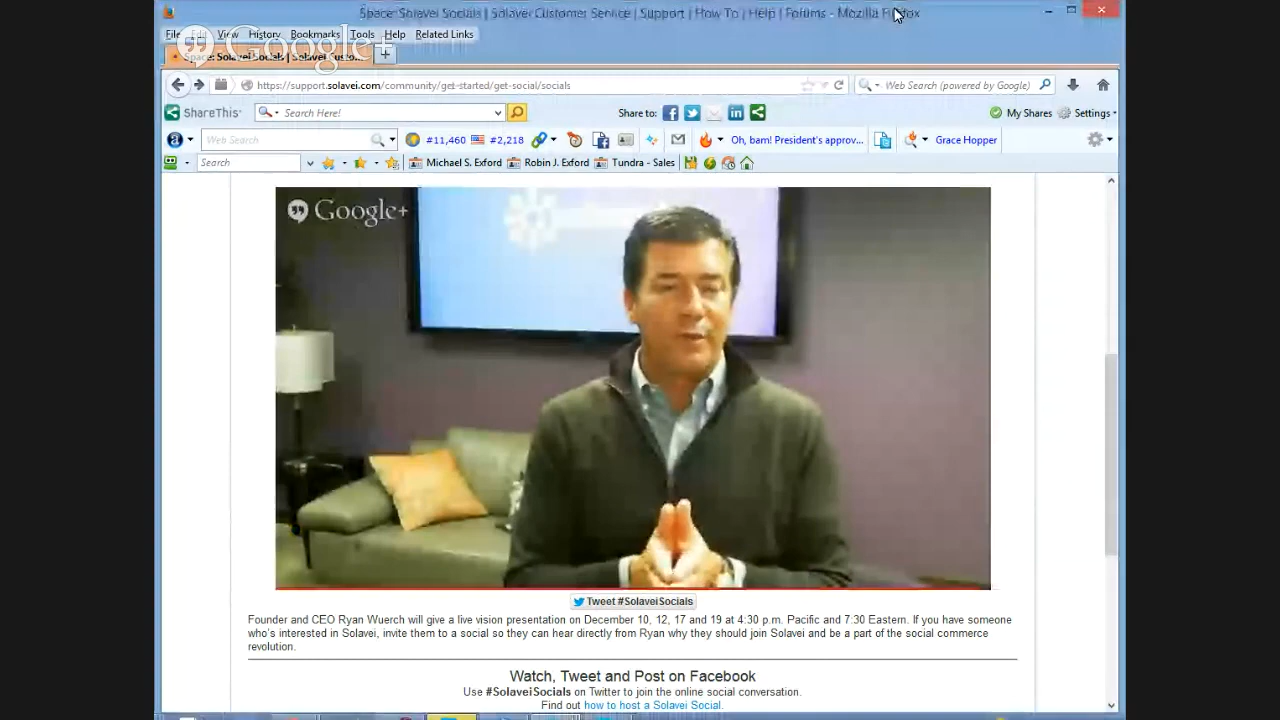 Space: Solavei Socials | Solavei Customer Service | Support | How To | Help | Forums - Mozilla Firefox
File Edit View History Bookmarks Tools Help Related Links
Google+
Space: Solavei Socials | Solavei Custo...
https://support.solavei.com/community/get-started/get-social/socials
Web Search (powered by Google)
ShareThis Search Here! Share to: My Shares Settings
Web Search #11,460 #2,218 Oh, bam! President's approv... Grace Hopper
Search Michael S. Exford Robin J. Exford Tundra - Sales
Google+
Tweet #SolaveiSocials
Founder and CEO Ryan Wuerch will give a live vision presentation on December 10, 12, 17 and 19 at 4:30 p.m. Pacific and 7:30 Eastern. If you have someone
who's interested in Solavei, invite them to a social so they can hear directly from Ryan why they should join Solavei and be a part of the social commerce
revolution.
Watch, Tweet and Post on Facebook
Use #SolaveiSocials on Twitter to join the online social conversation.
Find out how to host a Solavei Social.